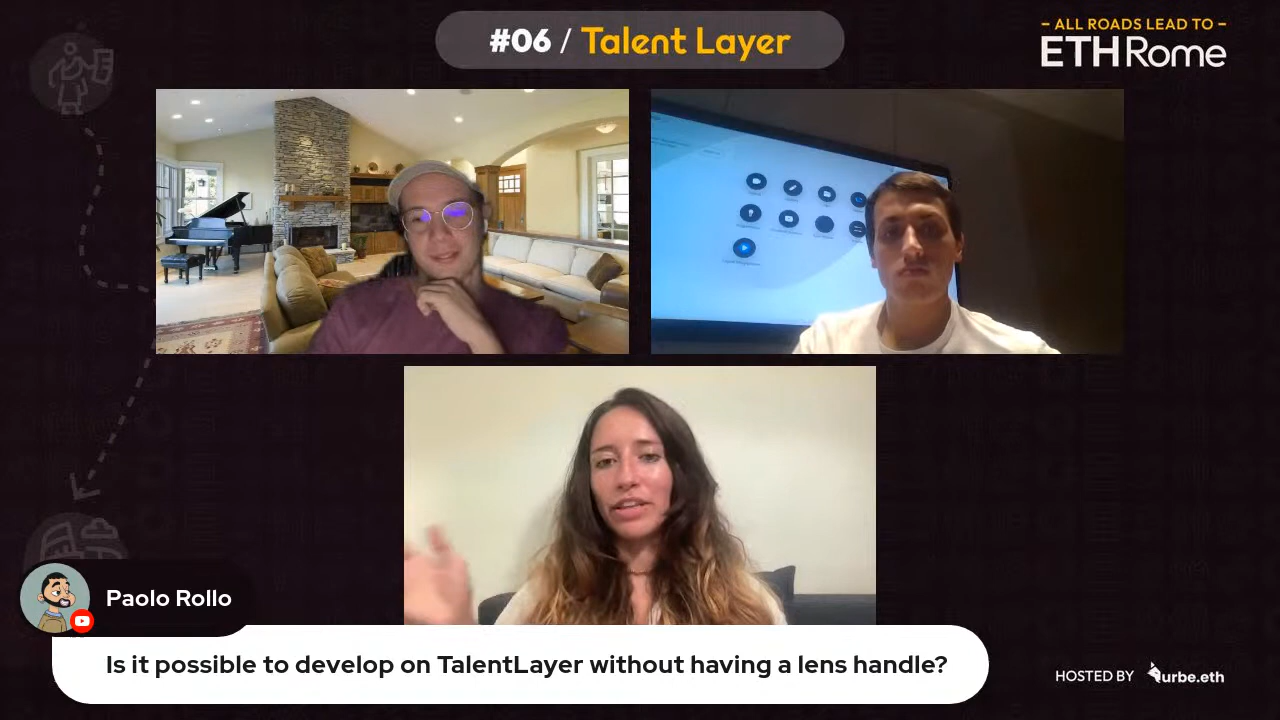 #06 / Talent Layer
- ALL ROADS LEAD TO -
ETHRome
Paolo Rollo
Is it possible to develop on TalentLayer without having a lens handle?
HOSTED BY urbe.eth